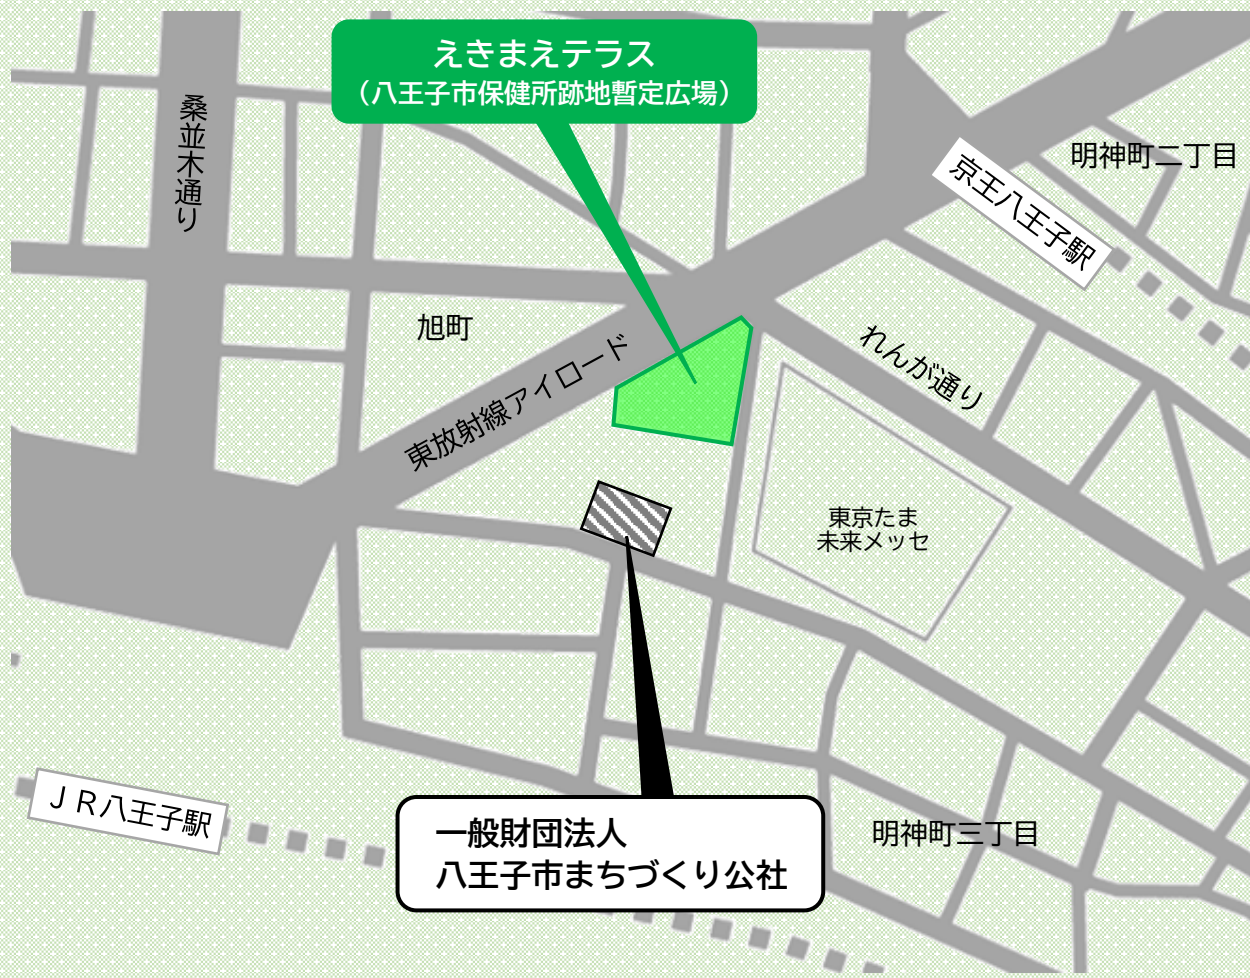 えきまえテラス
（八王子市保健所跡地暫定広場）
桑並木通り
明神町二丁目
京王八王子駅
旭町
東放射線アイロード
れんが通り
東京たま
未来メッセ
ＪＲ八王子駅
一般財団法人
八王子市まちづくり公社
明神町三丁目